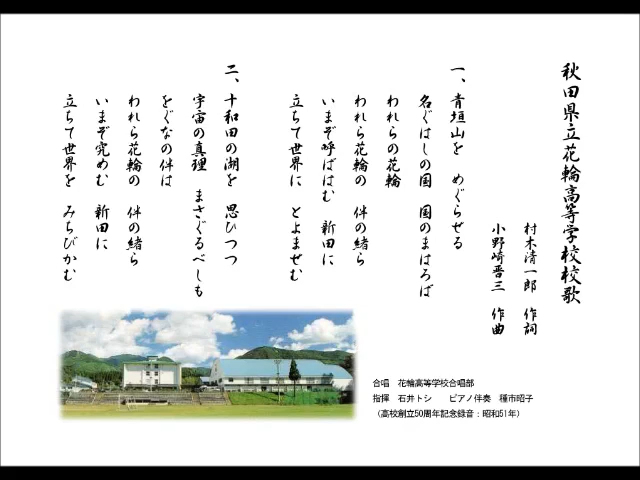 秋田県立花輪高等学校校歌
村木清一郎　作詞
小野崎晋三　作曲
一、青垣山を　めぐらせる
名ぐはしの国　国のまはろば
われらの花輪
われら花輪の　伴の緒ら
いまぞ呼ばはむ　新田に
立ちて世界に　とよまぜむ
二、十和田の湖を　思ひつつ
宇宙の真理　まさぐるべしも
をぐなの伴は
われら花輪の　伴の緒ら
いまぞ究めむ　新田に
立ちて世界を　みちびかむ
合唱　花輪高等学校合唱部
指揮　石井トシ　　ピアノ伴奏　種市昭子
（高校創立50周年記念録音：昭和51年）